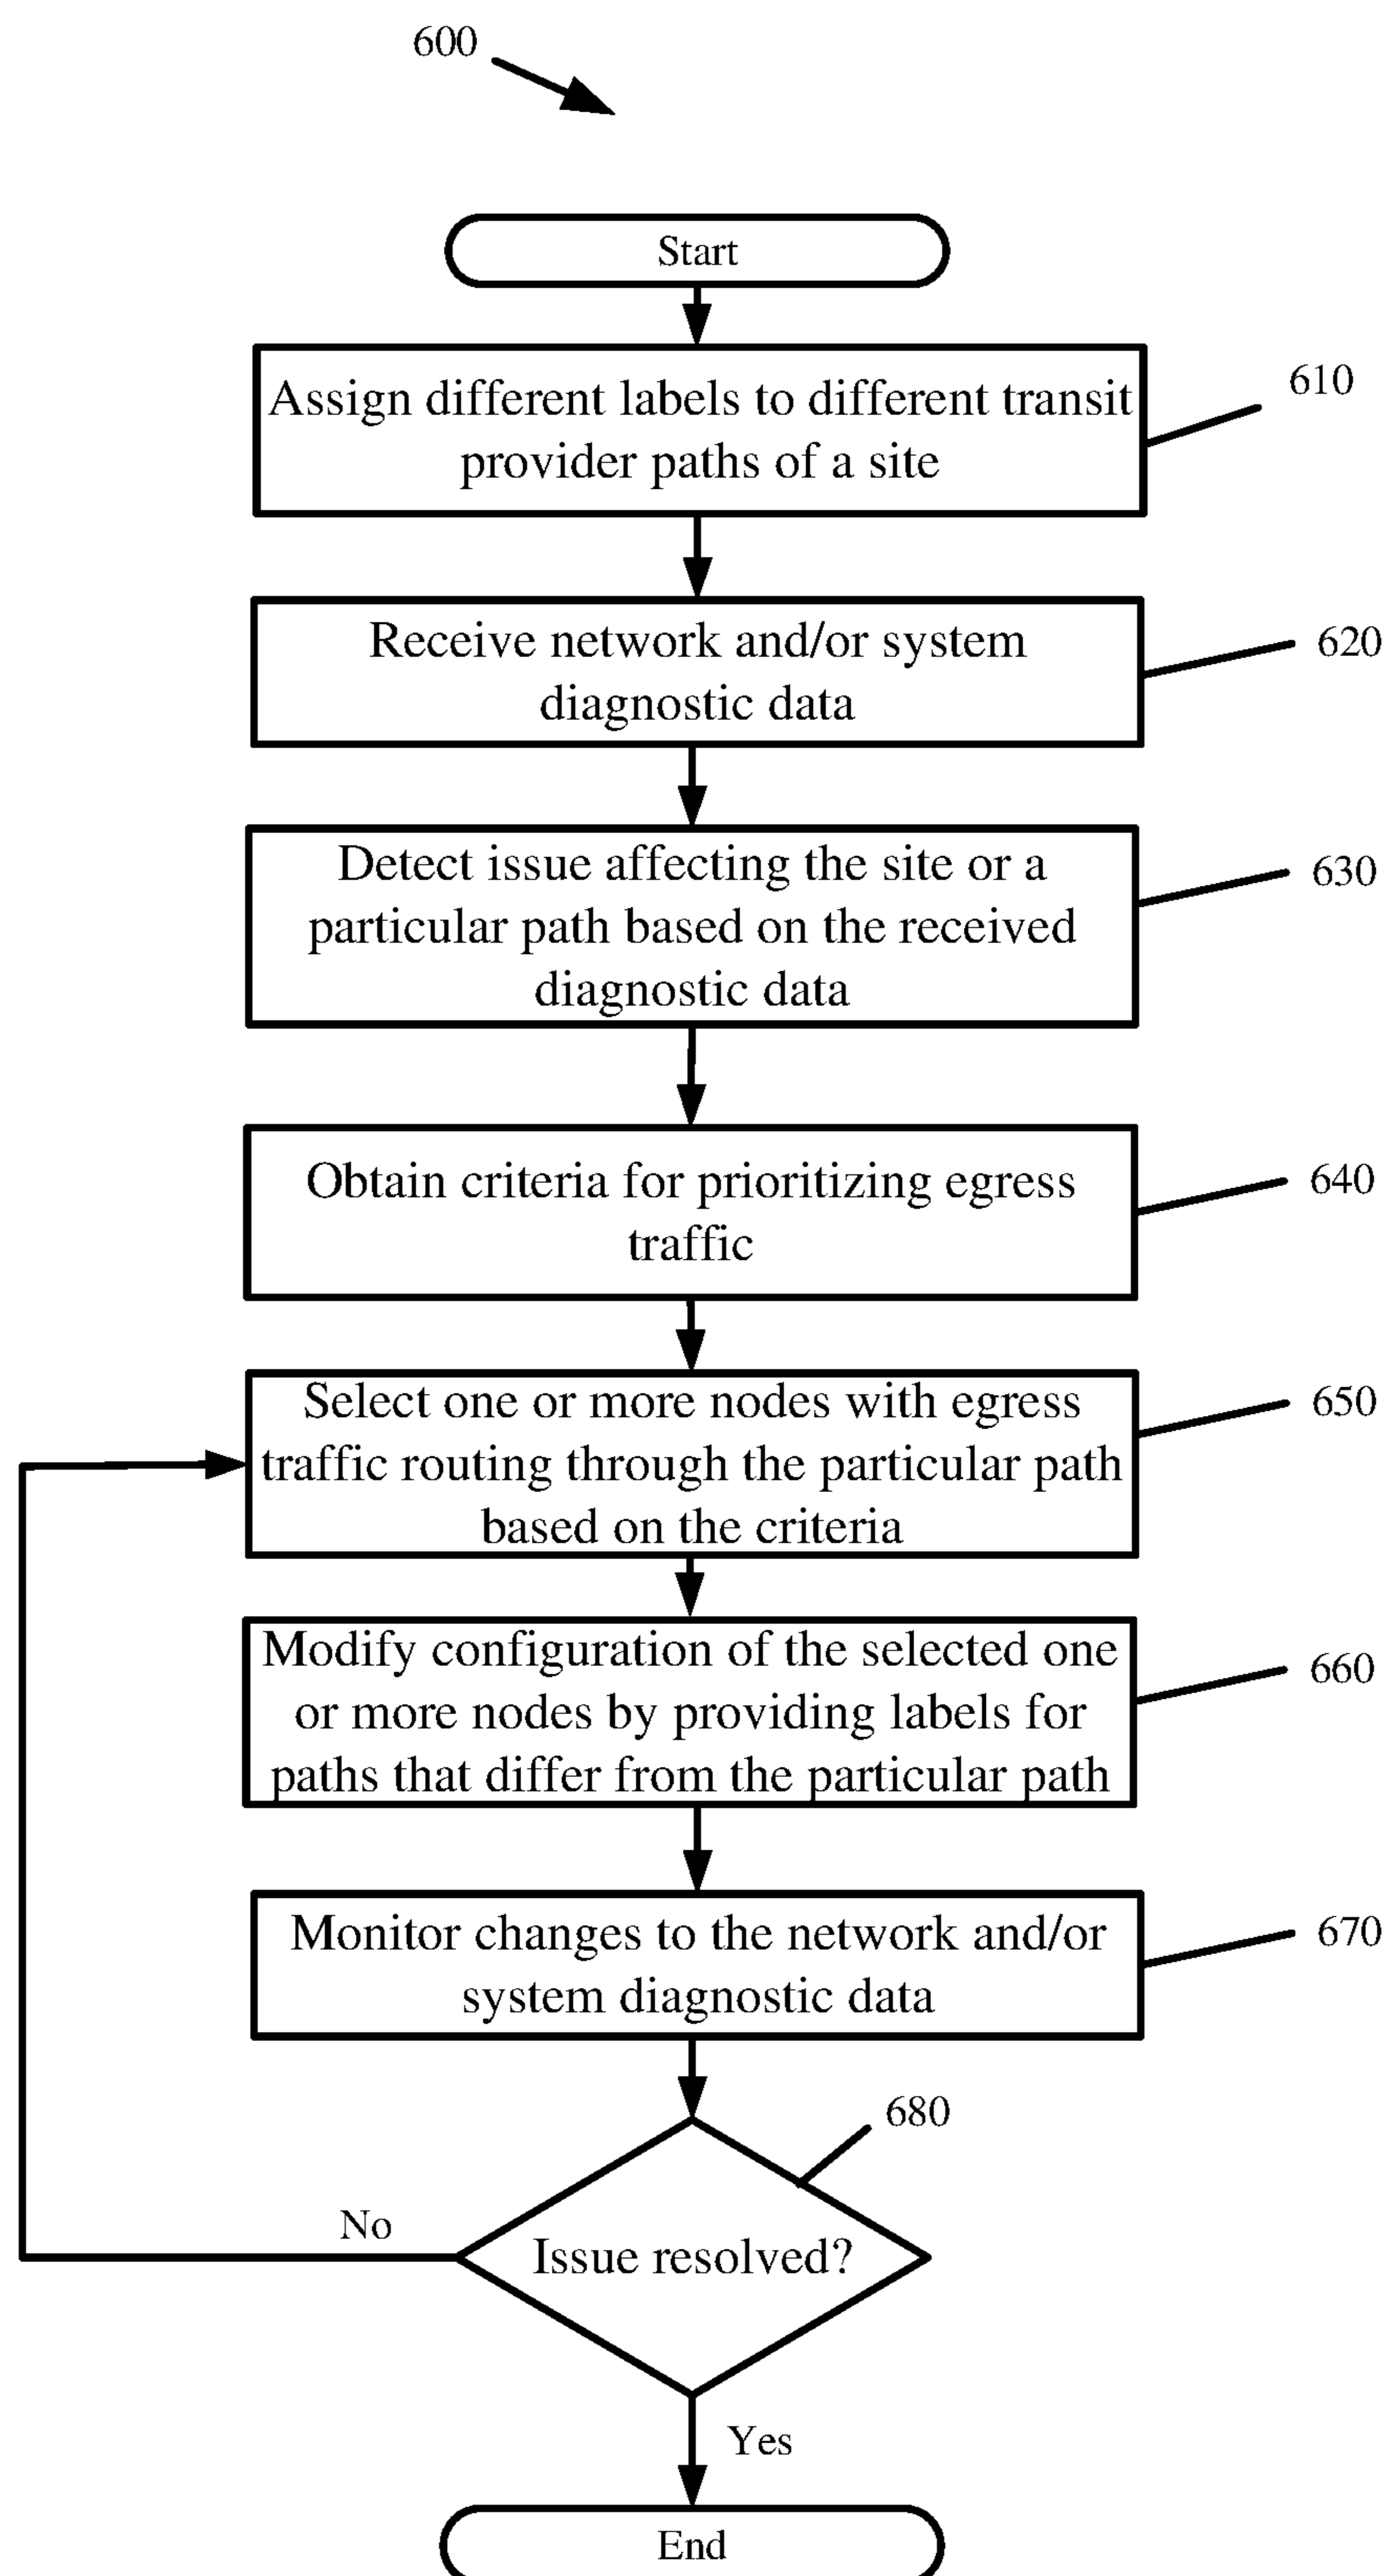 600
Start
Assign different labels to different transit
provider paths of a site
610
Receive network and/or system
diagnostic data
620
Detect issue affecting the site or a
particular path based on the received
diagnostic data
630
Obtain criteria for prioritizing egress
traffic
640
Select one or more nodes with egress
traffic routing through the particular path
based on the criteria
650
Modify configuration of the selected one
or more nodes by providing labels for
paths that differ from the particular path
660
Monitor changes to the network and/or
system diagnostic data
670
680
Issue resolved?
No
Yes
End